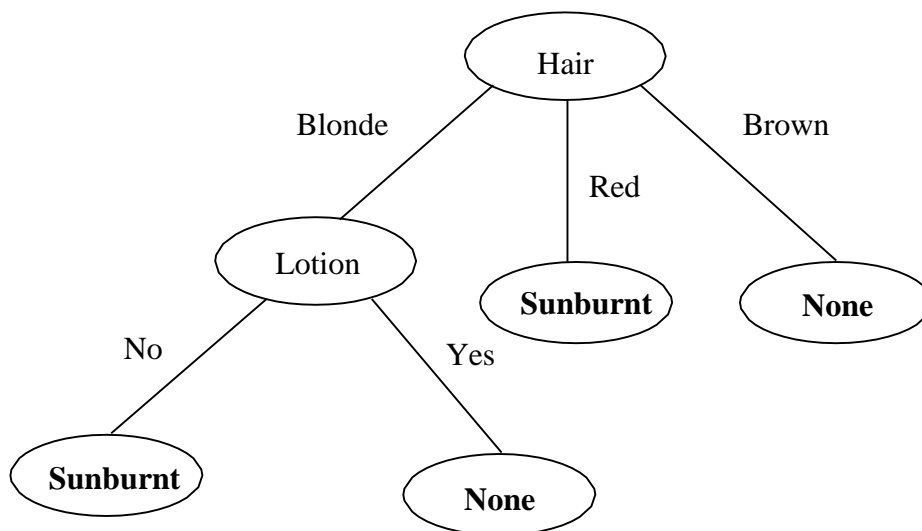 Hair
Blonde
Brown
Red
Lotion
Sunburnt
None
No
Yes
Sunburnt
None